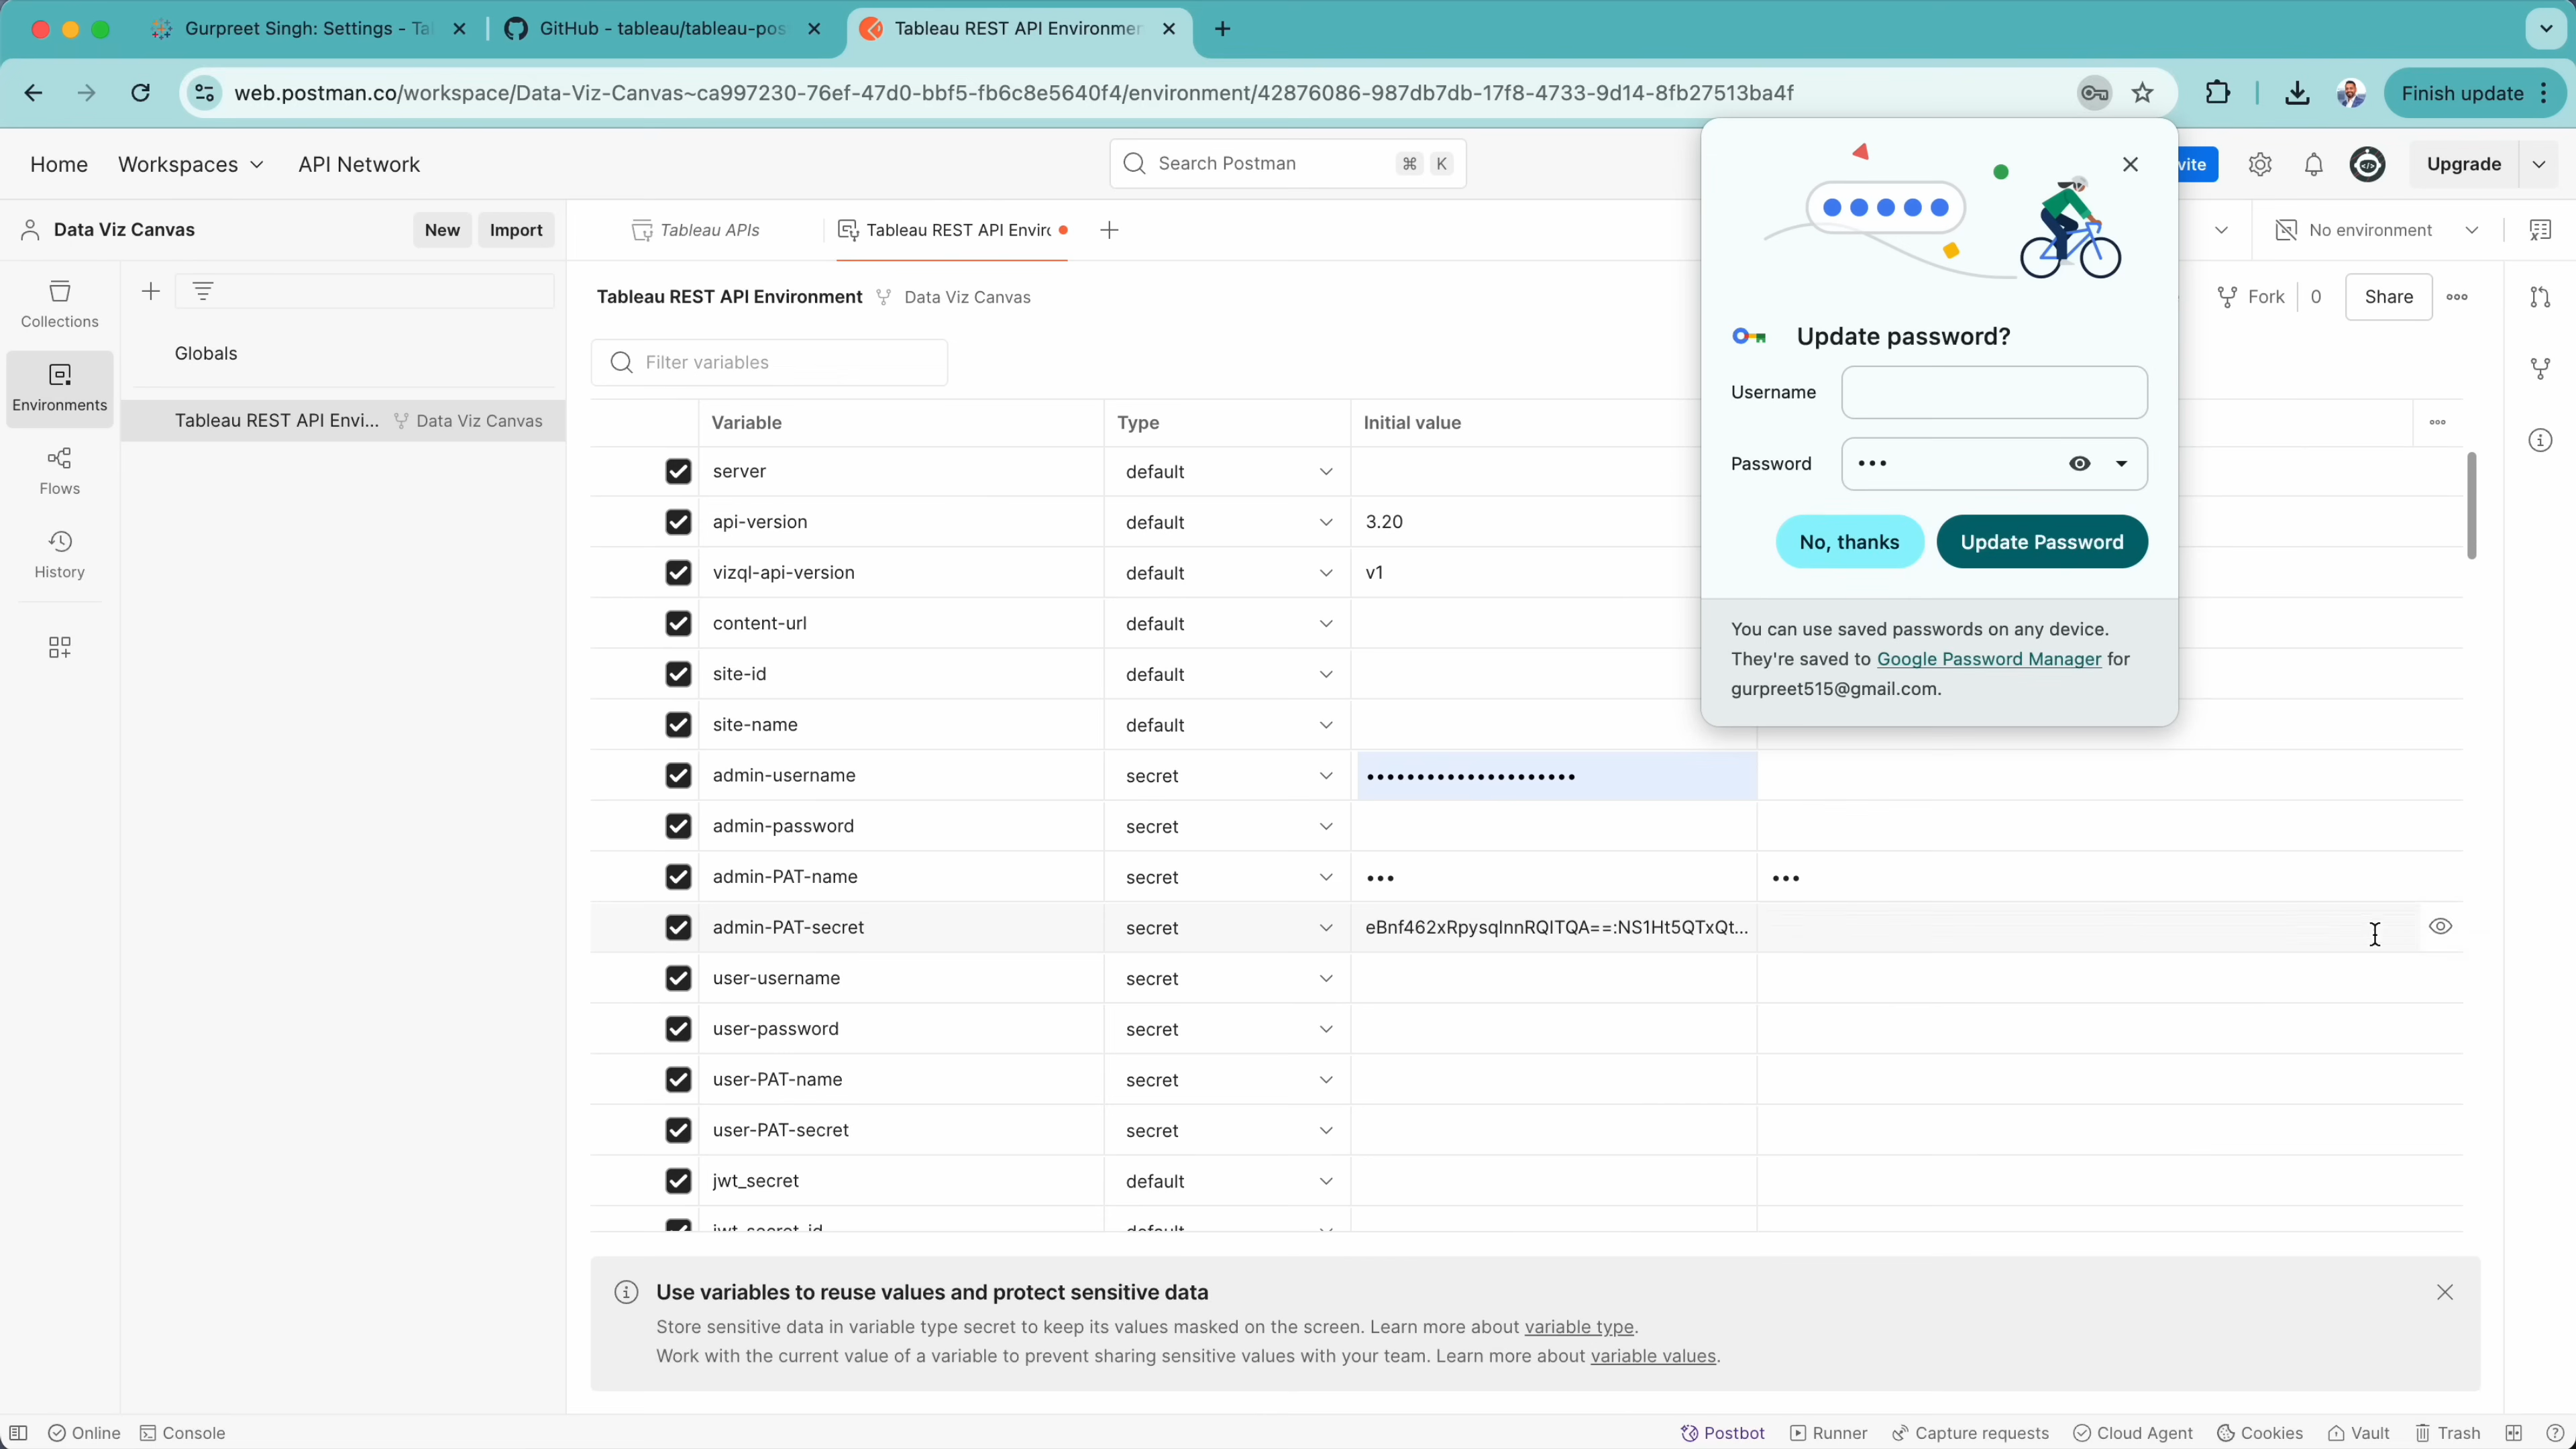 Gurpreet Singh: Settings - Ta
GitHub - tableau/tableau-pos
Tableau REST API Environmer
web.postman.co/workspace/Data-Viz-Canvas~ca997230-76ef-47d0-bbf5-fb6c8e5640f4/environment/42876086-987db7db-17f8-4733-9d14-8fb27513ba4f
Finish update
Home Workspaces API Network
Search Postman ⌘ K
vite
Upgrade
Data Viz Canvas New Import
Tableau APIs
Tableau REST API Enviro
No environment
Collections
Environments
Flows
History
Globals
Tableau REST API Envi... Data Viz Canvas
Tableau REST API Environment Data Viz Canvas
Fork 0 Share
Filter variables
Variable Type Initial value
server default
api-version default 3.20
vizql-api-version default v1
content-url default
site-id default
site-name default
admin-username secret •••••••••••••••••••••
admin-password secret
admin-PAT-name secret ••• •••
admin-PAT-secret secret eBnf462xRpysqInnRQITQA==:NS1Ht5QTxQt...
user-username secret
user-password secret
user-PAT-name secret
user-PAT-secret secret
jwt_secret default
jwt_secret_id default
Update password?
Username
Password •••
No, thanks Update Password
You can use saved passwords on any device.
They're saved to Google Password Manager for
gurpreet515@gmail.com.
Use variables to reuse values and protect sensitive data
Store sensitive data in variable type secret to keep its values masked on the screen. Learn more about variable type.
Work with the current value of a variable to prevent sharing sensitive values with your team. Learn more about variable values.
Online Console Postbot Runner Capture requests Cloud Agent Cookies Vault Trash